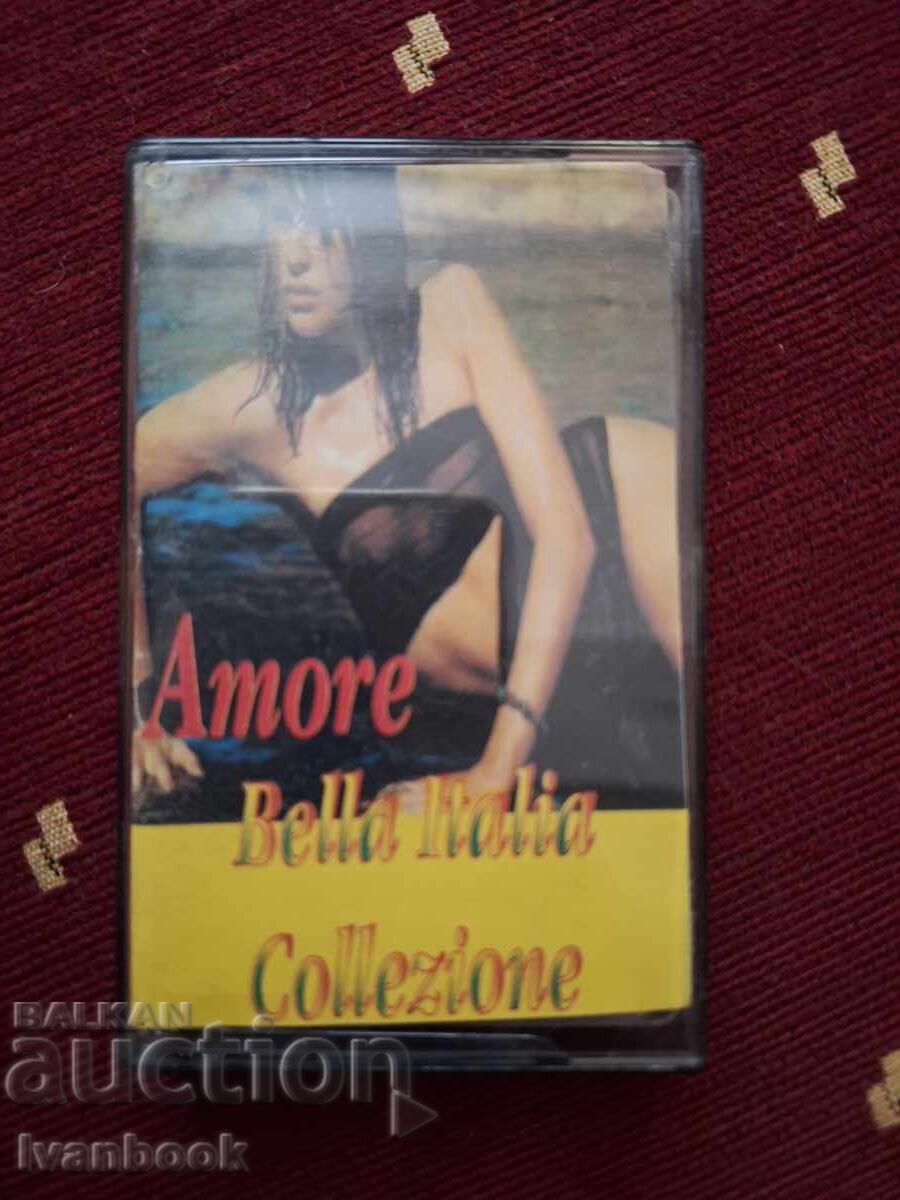 Amore
Bella Italia
Collezione
BALKAN
auction
Ivanbook